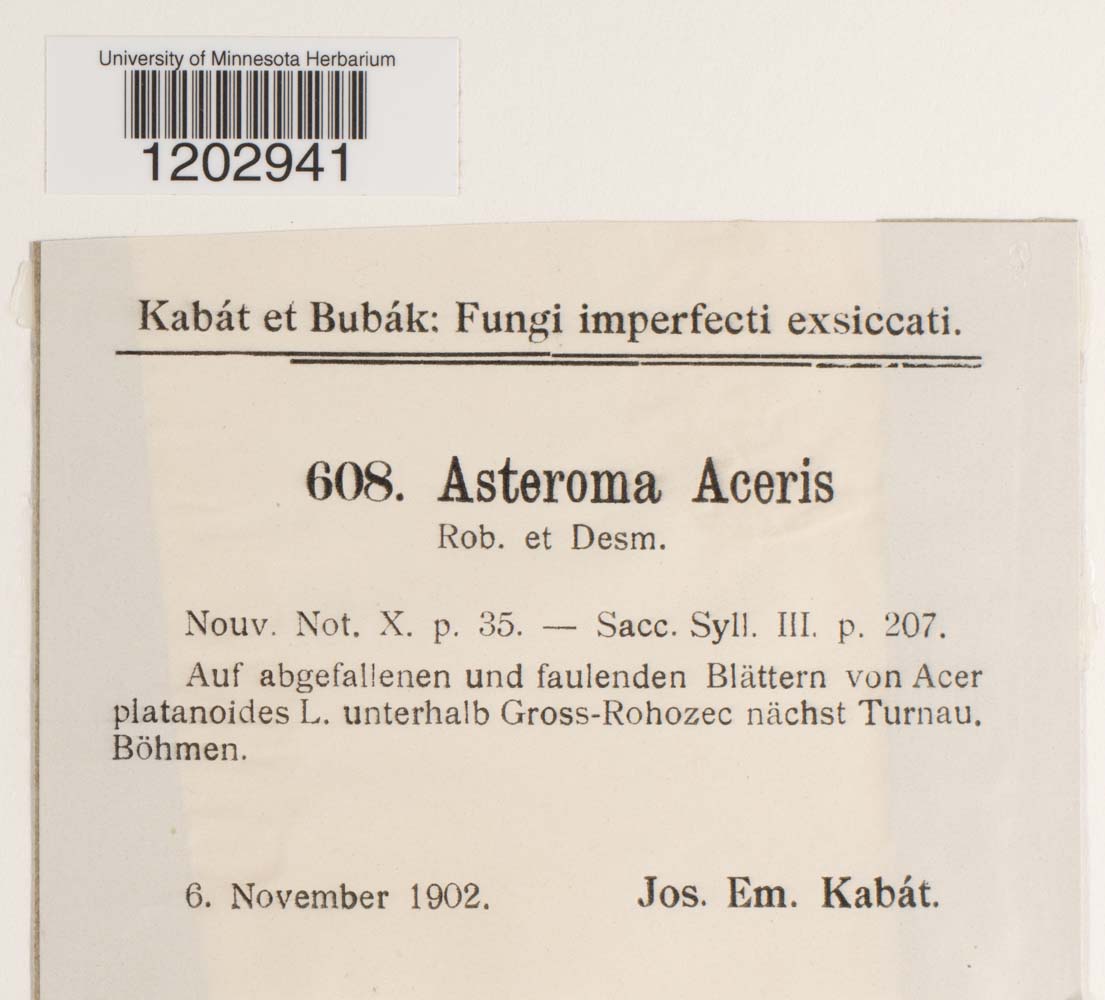 University of Minnesota Herbarium
1202941
Kabát et Bubák: Fungi imperfecti exsiccati.
608. Asteroma Aceris
Rob. et Desm.
Nouv. Not. X. p. 35. — Sacc. Syll. III. p. 207.
Auf abgefallenen und faulenden Blättern von Acer
platanoides L. unterhalb Gross-Rohozec nächst Turnau.
Böhmen.
6. November 1902. Jos. Em. Kabát.